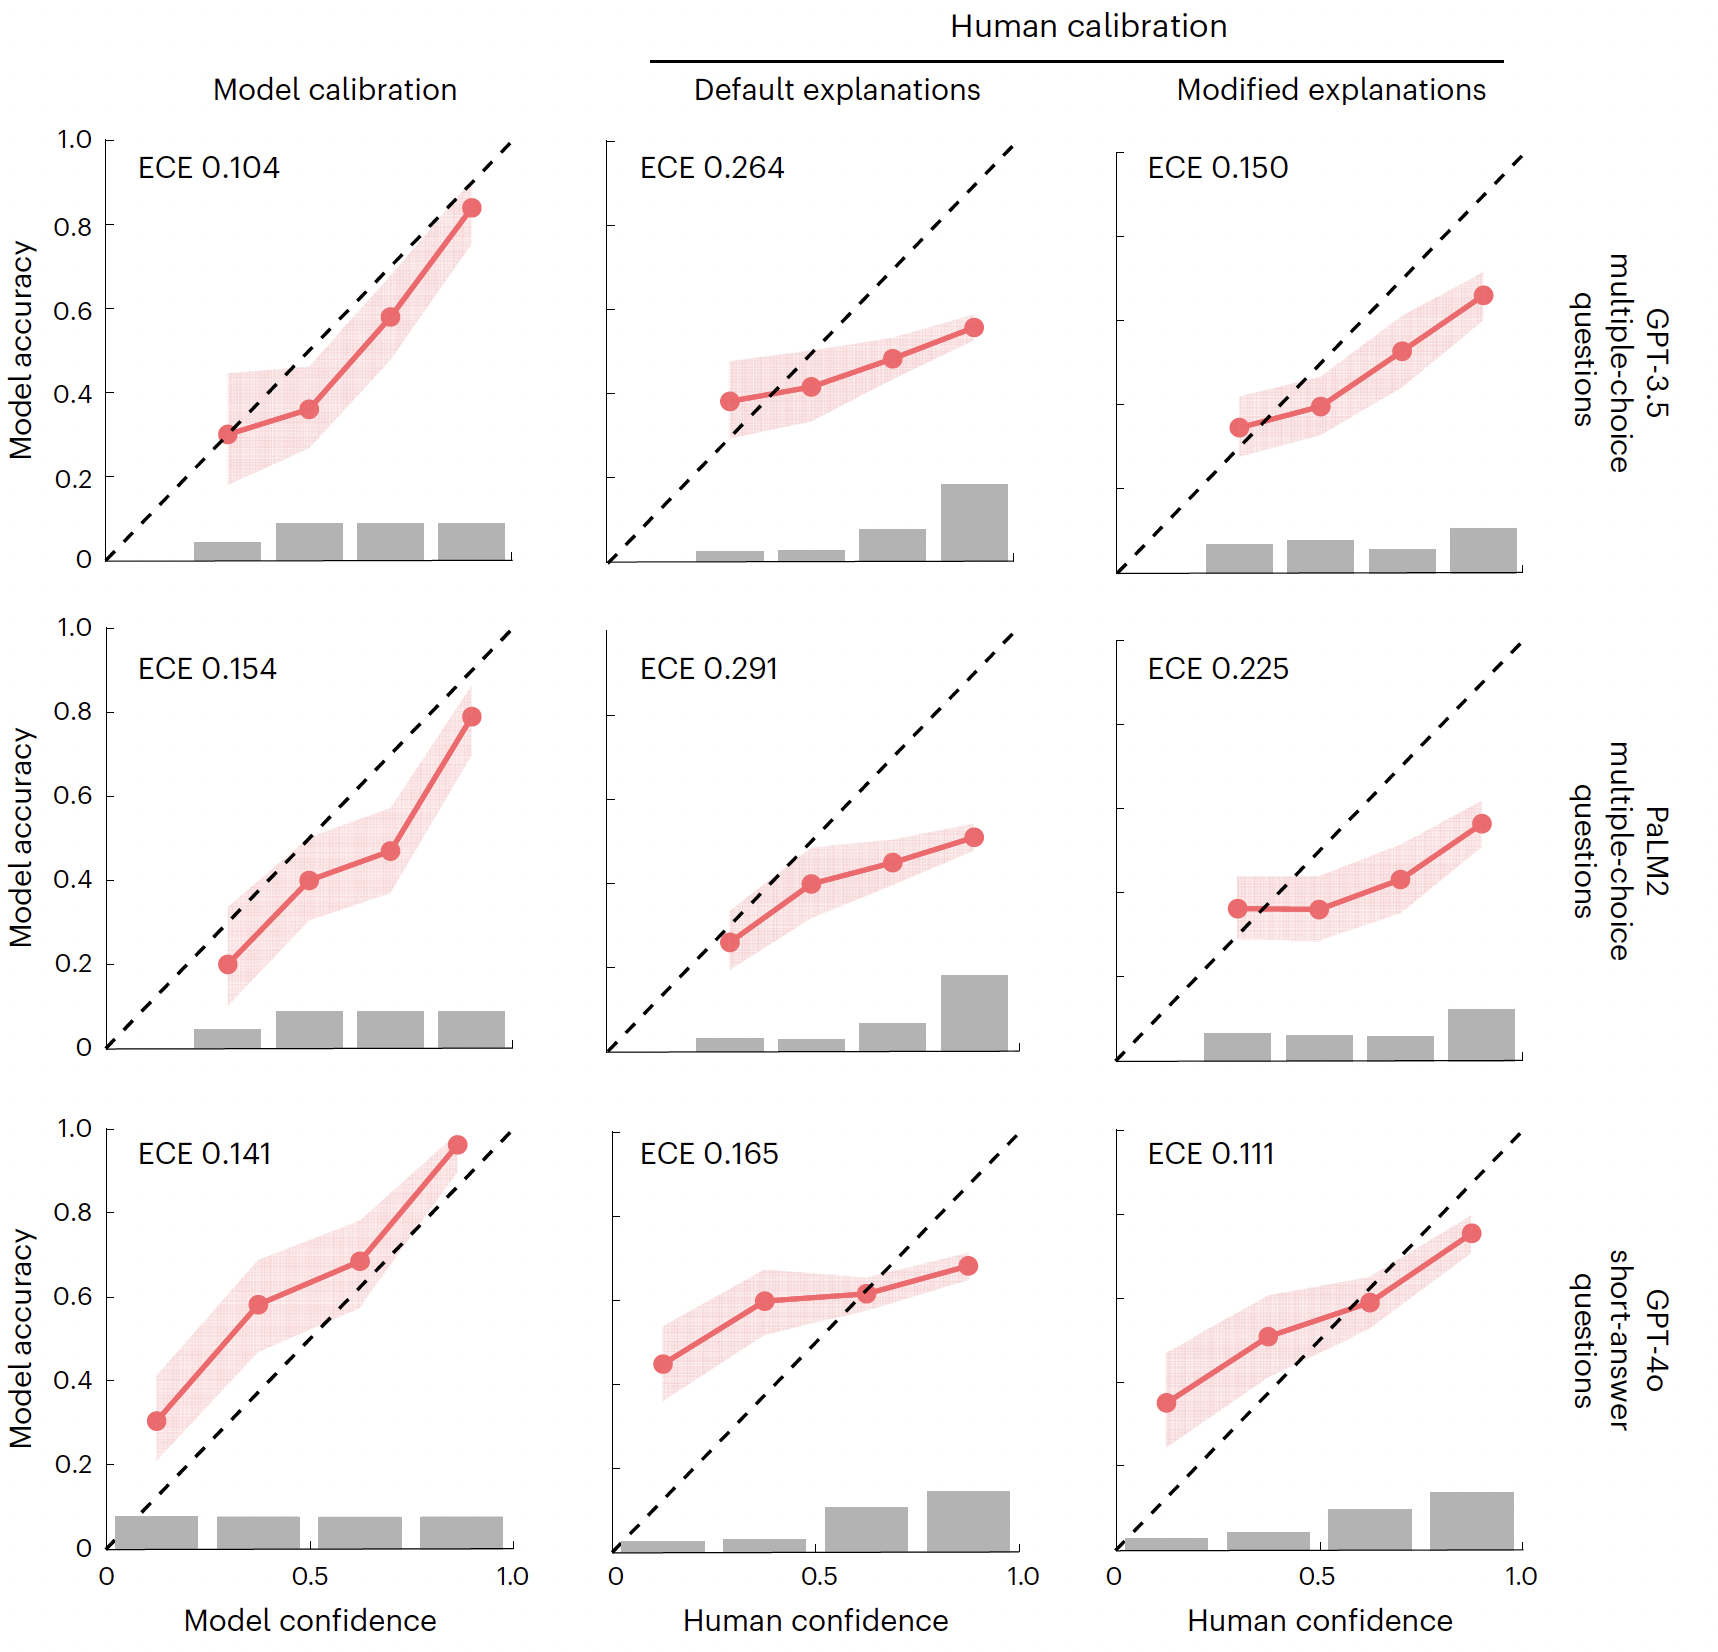 Human calibration
Model calibration
Default explanations
Modified explanations
1.0
0.8
0.6
0.4
0.2
0
Model accuracy
ECE 0.104
ECE 0.264
ECE 0.150
GPT-3.5
multiple-choice
questions
1.0
0.8
0.6
0.4
0.2
0
Model accuracy
ECE 0.154
ECE 0.291
ECE 0.225
PaLM2
multiple-choice
questions
1.0
0.8
0.6
0.4
0.2
0
Model accuracy
ECE 0.141
ECE 0.165
ECE 0.111
GPT-4o
short-answer
questions
0
0.5
1.0
0
0.5
1.0
0
0.5
1.0
Model confidence
Human confidence
Human confidence